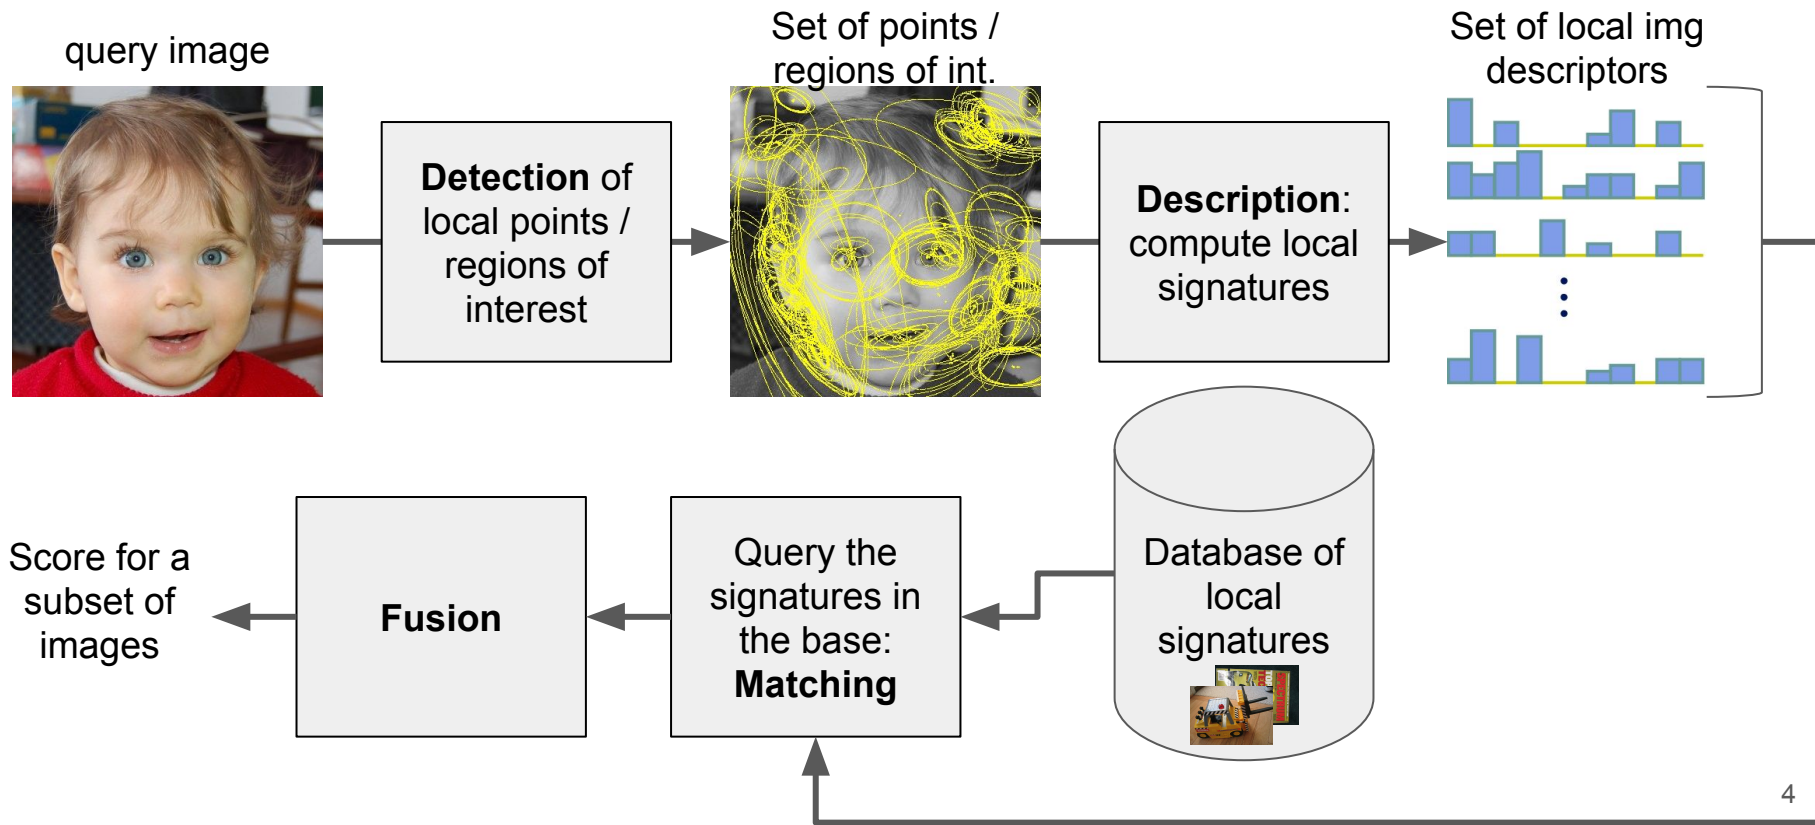 query image
Set of points /
regions of int.
Set of local img
descriptors
Detection of
local points /
regions of
interest
Description:
compute local
signatures
Score for a
subset of
images
Fusion
Query the
signatures in
the base:
Matching
Database of
local
signatures
4